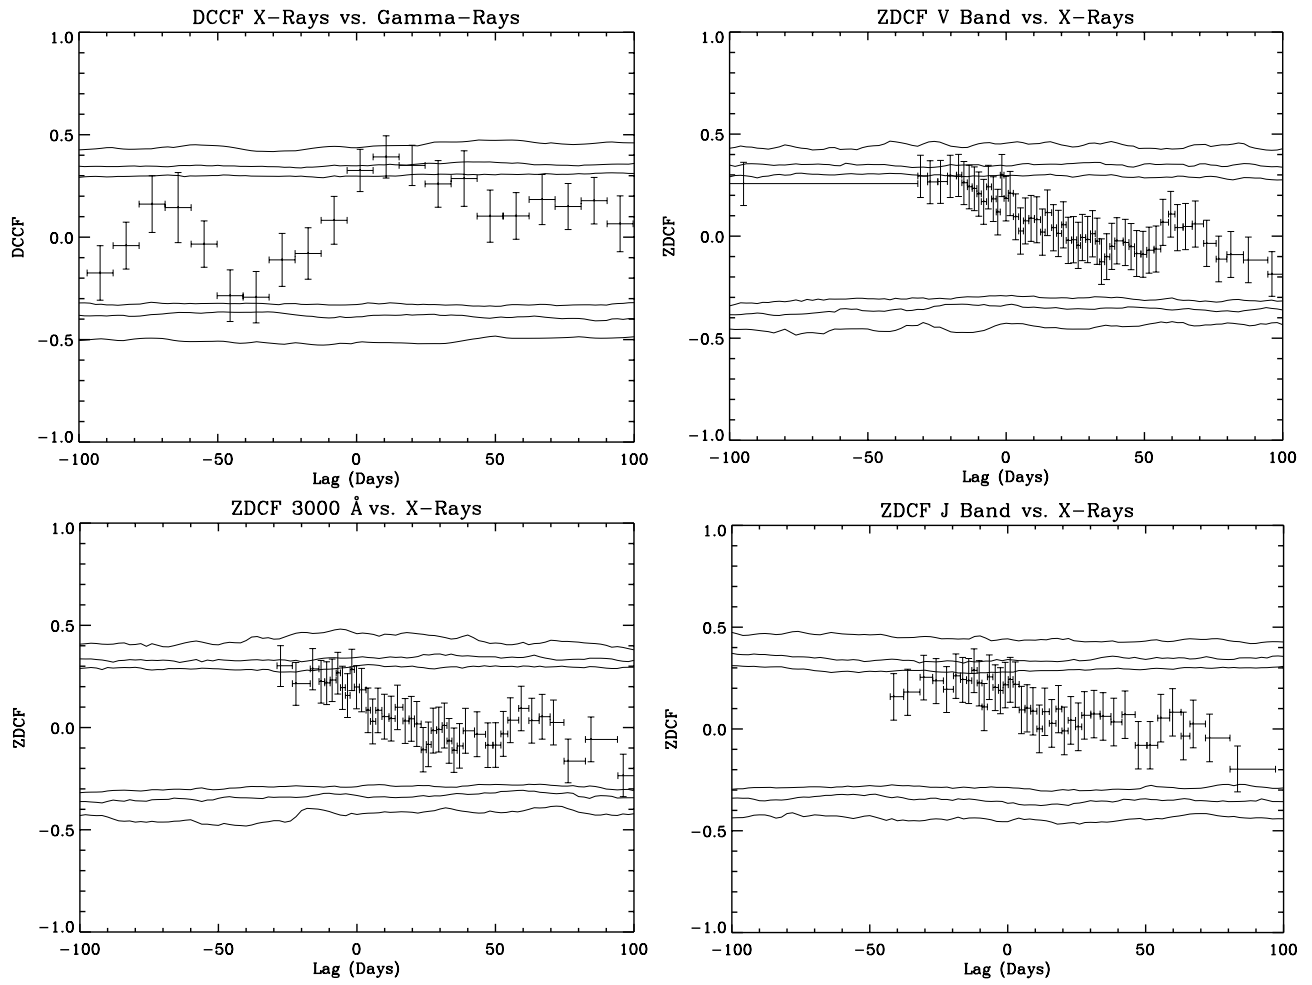 DCCF X-Rays vs. Gamma-Rays
1.0
0.5
0.0
-0.5
-1.0
DCCF
-100 -50 0 50 100
Lag (Days)
ZDCF V Band vs. X-Rays
1.0
0.5
0.0
-0.5
-1.0
ZDCF
-100 -50 0 50 100
Lag (Days)
ZDCF 3000 Å vs. X-Rays
1.0
0.5
0.0
-0.5
-1.0
ZDCF
-100 -50 0 50 100
Lag (Days)
ZDCF J Band vs. X-Rays
1.0
0.5
0.0
-0.5
-1.0
ZDCF
-100 -50 0 50 100
Lag (Days)